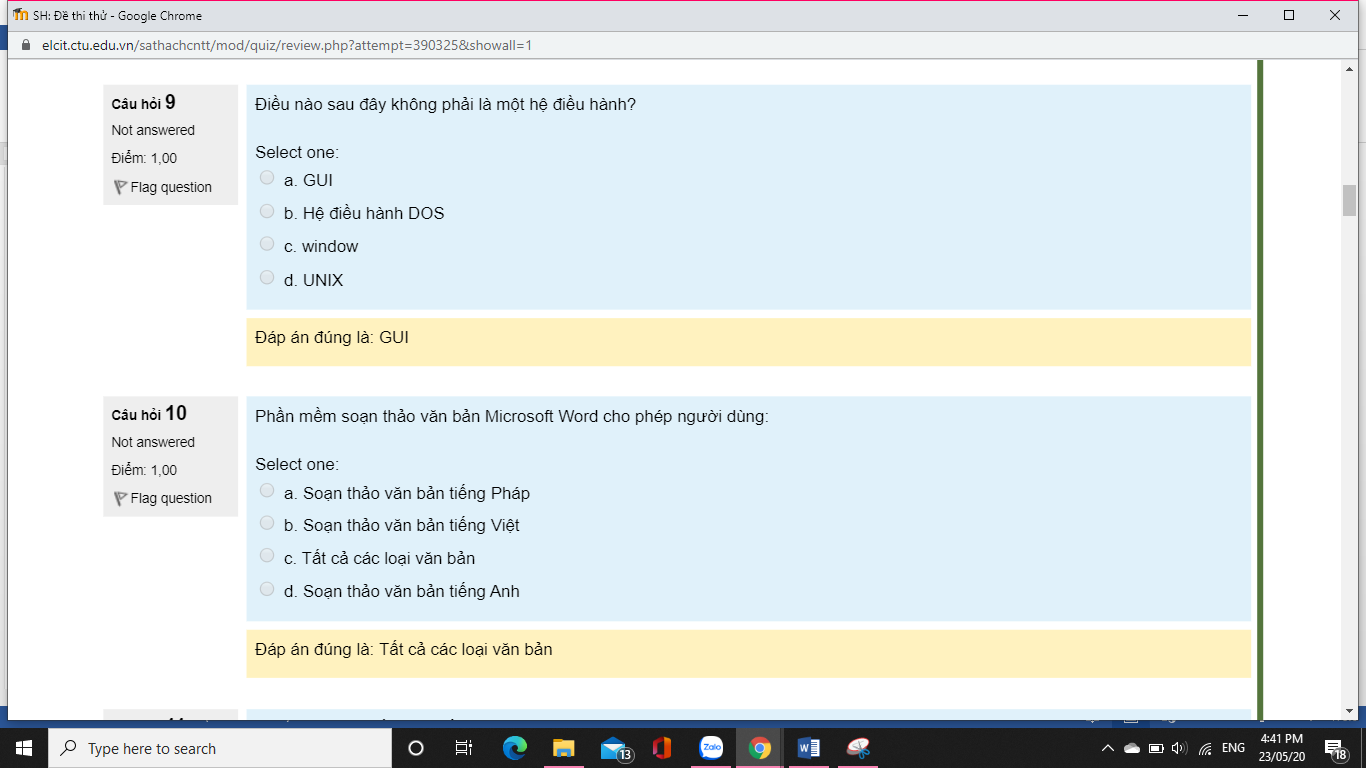 SH: Đề thi thử - Google Chrome
elcit.ctu.edu.vn/sathachcntt/mod/quiz/review.php?attempt=390325&showall=1
Câu hỏi 9
Not answered
Điểm: 1,00
Flag question
Điều nào sau đây không phải là một hệ điều hành?
Select one:
a. GUI
b. Hệ điều hành DOS
c. window
d. UNIX
Đáp án đúng là: GUI
Câu hỏi 10
Not answered
Điểm: 1,00
Flag question
Phần mềm soạn thảo văn bản Microsoft Word cho phép người dùng:
Select one:
a. Soạn thảo văn bản tiếng Pháp
b. Soạn thảo văn bản tiếng Việt
c. Tất cả các loại văn bản
d. Soạn thảo văn bản tiếng Anh
Đáp án đúng là: Tất cả các loại văn bản
Type here to search
13
Zalo
ENG
4:41 PM
23/05/20
18